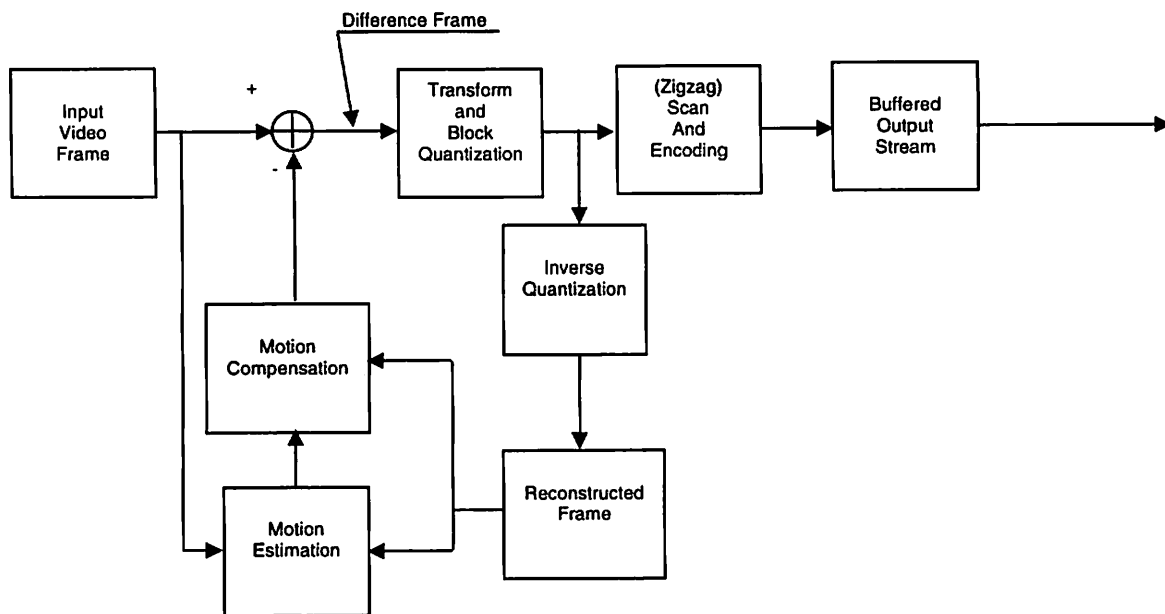 Difference Frame
Input
Video
Frame
+
-
Transform
and
Block
Quantization
(Zigzag)
Scan
And
Encoding
Buffered
Output
Stream
Inverse
Quantization
Motion
Compensation
Reconstructed
Frame
Motion
Estimation